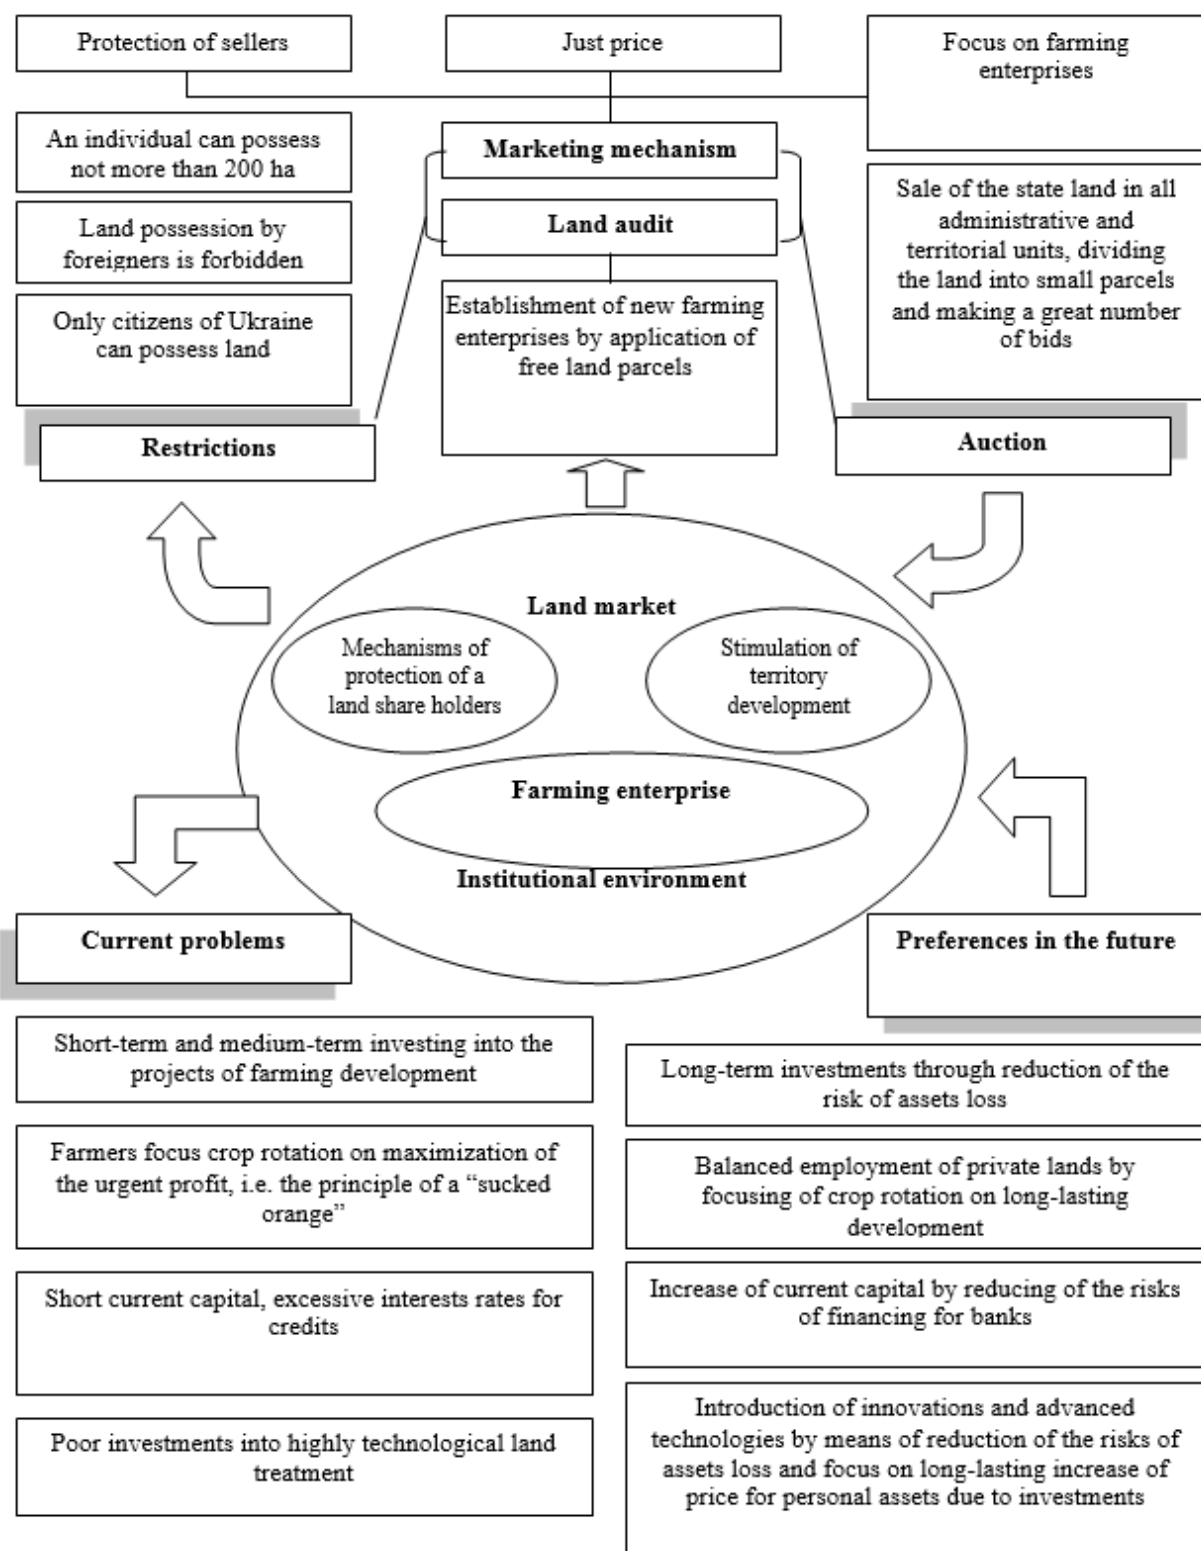 Protection of sellers
Just price
Focus on farming
enterprises
An individual can possess
not more than 200 ha
Marketing mechanism
Land possession by
foreigners is forbidden
Land audit
Sale of the state land in all
administrative and
territorial units, dividing
the land into small parcels
and making a great number
of bids
Only citizens of Ukraine
can possess land
Establishment of new farming
enterprises by application of
free land parcels
Restrictions
Auction
Land market
Mechanisms of
protection of a
land share holders
Stimulation of
territory
development
Farming enterprise
Institutional environment
Current problems
Preferences in the future
Short-term and medium-term investing into the
projects of farming development
Farmers focus crop rotation on maximization of
the urgent profit, i.e. the principle of a “sucked
orange”
Short current capital, excessive interests rates for
credits
Poor investments into highly technological land
treatment
Long-term investments through reduction of the
risk of assets loss
Balanced employment of private lands by
focusing of crop rotation on long-lasting
development
Increase of current capital by reducing of the risks
of financing for banks
Introduction of innovations and advanced
technologies by means of reduction of the risks of
assets loss and focus on long-lasting increase of
price for personal assets due to investments